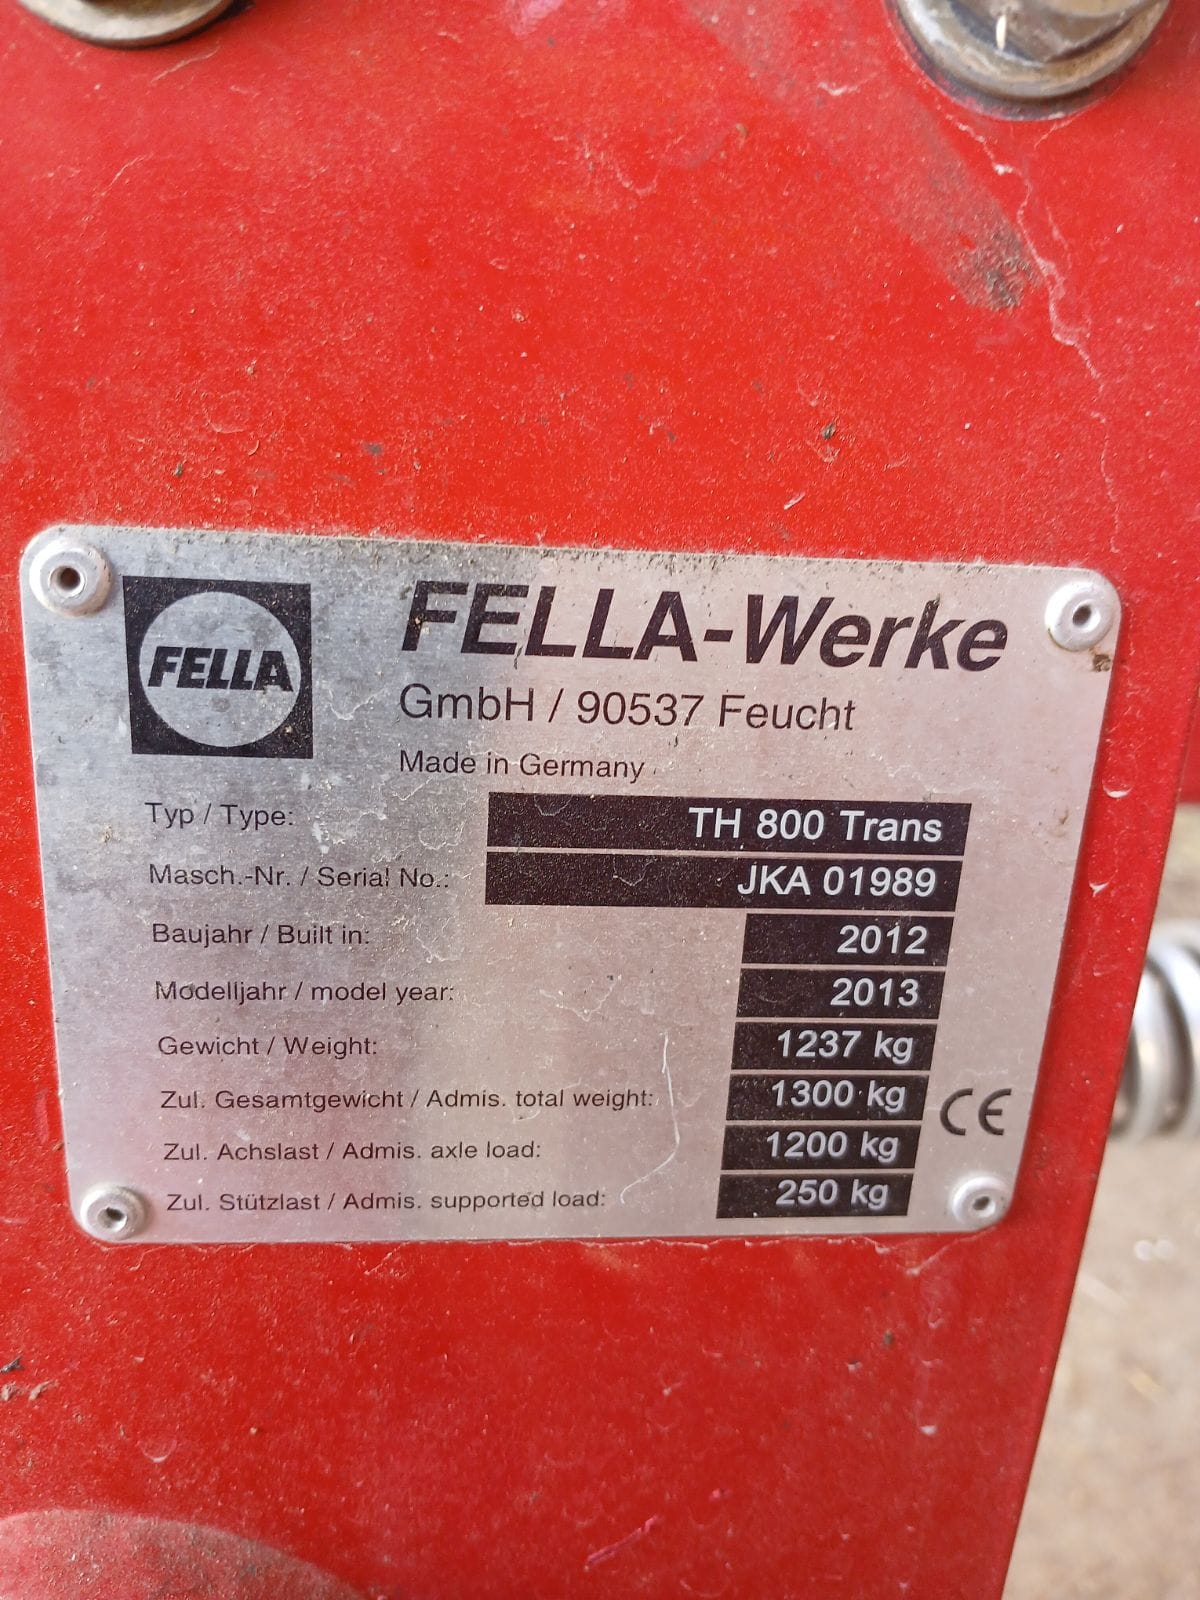 FELLA
FELLA-Werke
GmbH / 90537 Feucht
Made in Germany
Typ / Type: TH 800 Trans
Masch.-Nr. / Serial No.: JKA 01989
Baujahr / Built in: 2012
Modelljahr / model year: 2013
Gewicht / Weight: 1237 kg
Zul. Gesamtgewicht / Admis. total weight: 1300 kg
Zul. Achslast / Admis. axle load: 1200 kg
Zul. Stützlast / Admis. supported load: 250 kg
CE